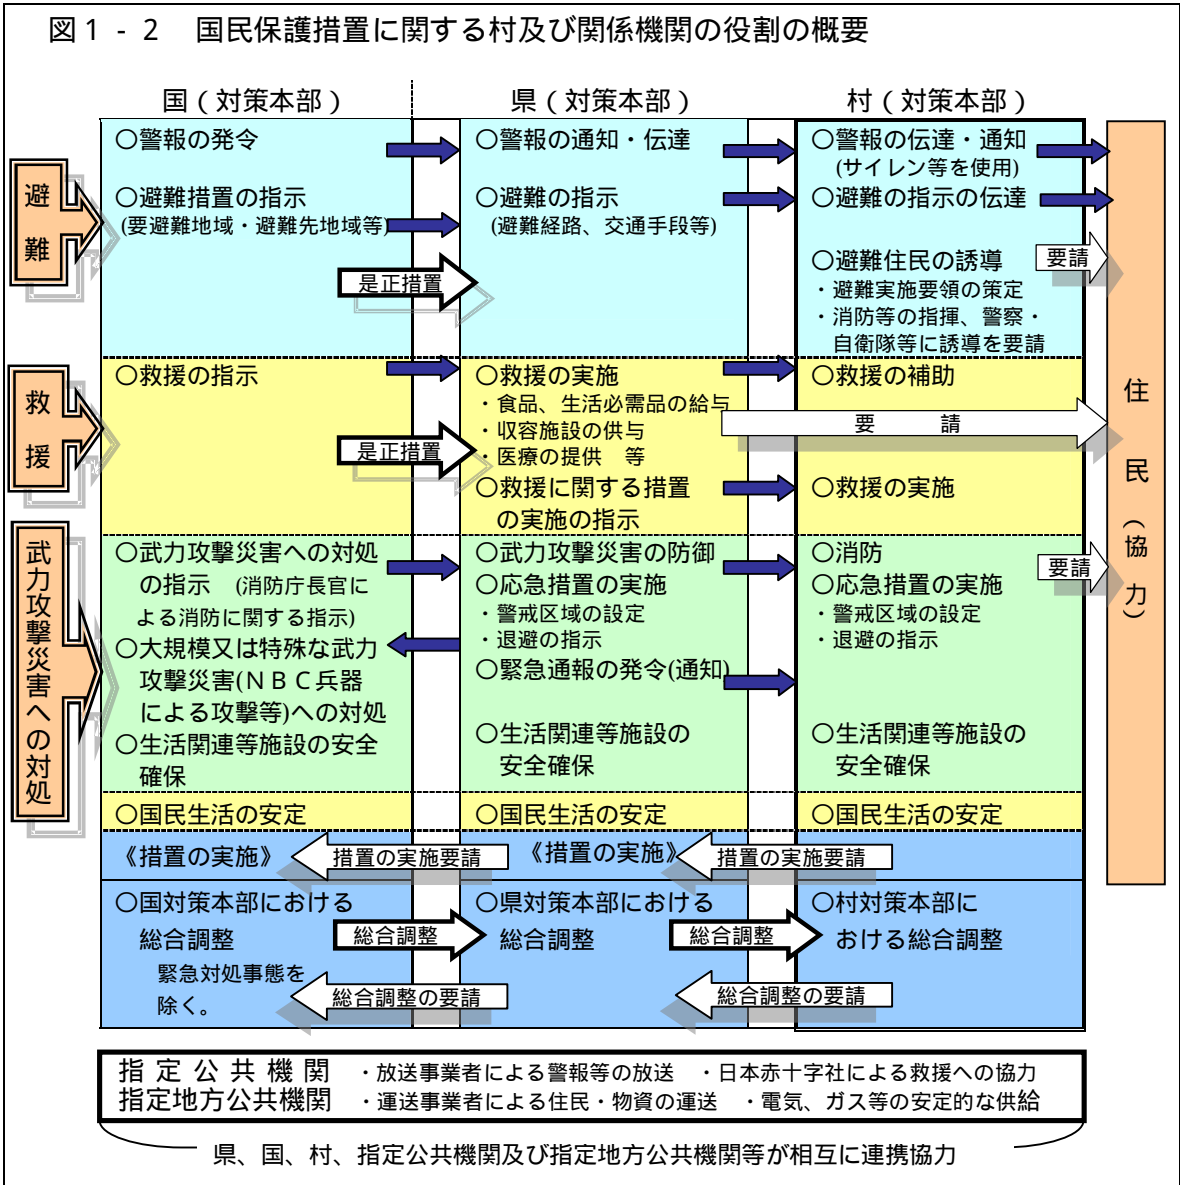 図１-２ 国民保護措置に関する村及び関係機関の役割の概要
国（対策本部）
県（対策本部）
村（対策本部）
避難
○警報の発令
○避難措置の指示
(要避難地域・避難先地域等)
是正措置
○警報の通知・伝達
○避難の指示
(避難経路、交通手段等)
○警報の伝達・通知
(サイレン等を使用)
○避難の指示の伝達
○避難住民の誘導
・避難実施要領の策定
・消防等の指揮、警察・
自衛隊等に誘導を要請
要請
住民（協力）
救援
○救援の指示
是正措置
○救援の実施
・食品、生活必需品の給与
・収容施設の供与
・医療の提供 等
○救援に関する措置
の実施の指示
○救援の補助
要 請
○救援の実施
武力攻撃災害への対処
○武力攻撃災害への対処
の指示 (消防庁長官に
よる消防に関する指示)
○大規模又は特殊な武力
攻撃災害(ＮＢＣ兵器
による攻撃等)への対処
○生活関連等施設の安全
確保
○武力攻撃災害の防御
○応急措置の実施
・警戒区域の設定
・退避の指示
○緊急通報の発令(通知)
○生活関連等施設の
安全確保
○消防
○応急措置の実施
・警戒区域の設定
・退避の指示
○生活関連等施設の
安全確保
要請
○国民生活の安定
○国民生活の安定
○国民生活の安定
《措置の実施》
措置の実施要請
《措置の実施》
措置の実施要請
○国対策本部における
総合調整
緊急対処事態を
除く。
総合調整
総合調整の要請
○県対策本部における
総合調整
総合調整
総合調整の要請
○村対策本部に
おける総合調整
指定公共機関 ・放送事業者による警報等の放送 ・日本赤十字社による救援への協力
指定地方公共機関 ・運送事業者による住民・物資の運送 ・電気、ガス等の安定的な供給
県、国、村、指定公共機関及び指定地方公共機関等が相互に連携協力